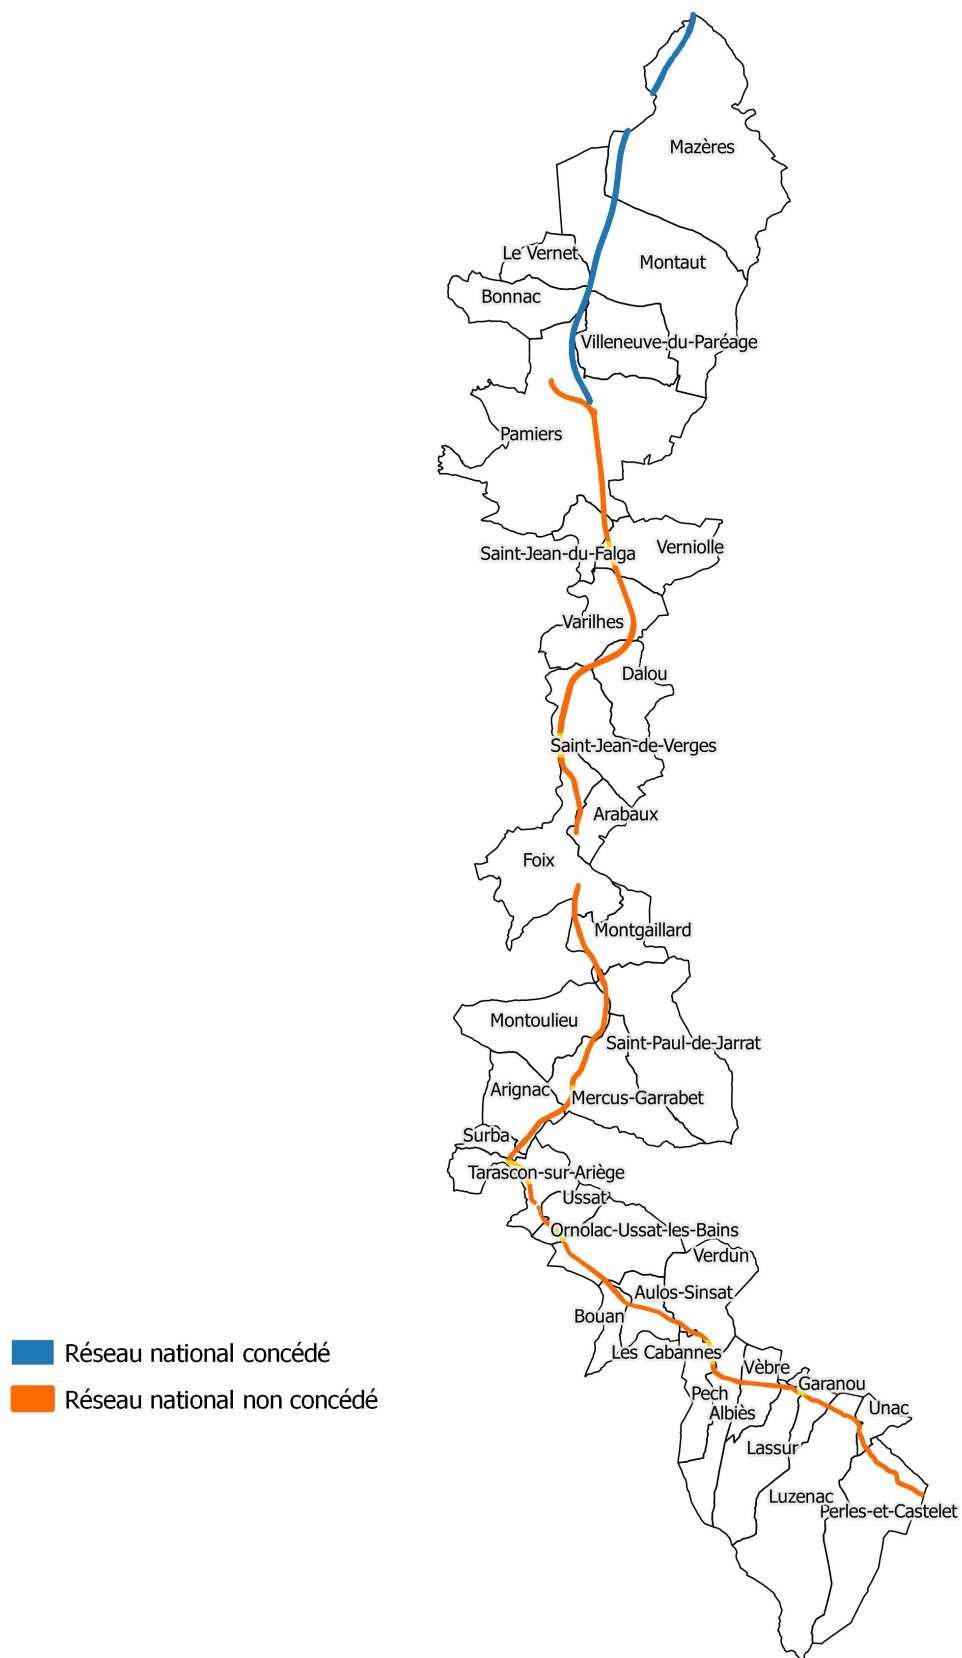 Mazères
Le Vernet
Montaut
Bonnac
Villeneuve-du-Paréage
Pamiers
Saint-Jean-du-Falga
Verniolle
Varilhes
Dalou
Saint-Jean-de-Verges
Arabaux
Foix
Montgaillard
Montoulieu
Saint-Paul-de-Jarrat
Arignac
Mercus-Garrabet
Surba
Tarascon-sur-Ariège
Ussat
Ornolac-Ussat-les-Bains
Verdun
Aulos-Sinsat
Bouan
Les Cabannes
Vèbre
Garanou
Pech
Albiès
Unac
Lassur
Luzenac
Perles-et-Castelet
Réseau national concédé
Réseau national non concédé